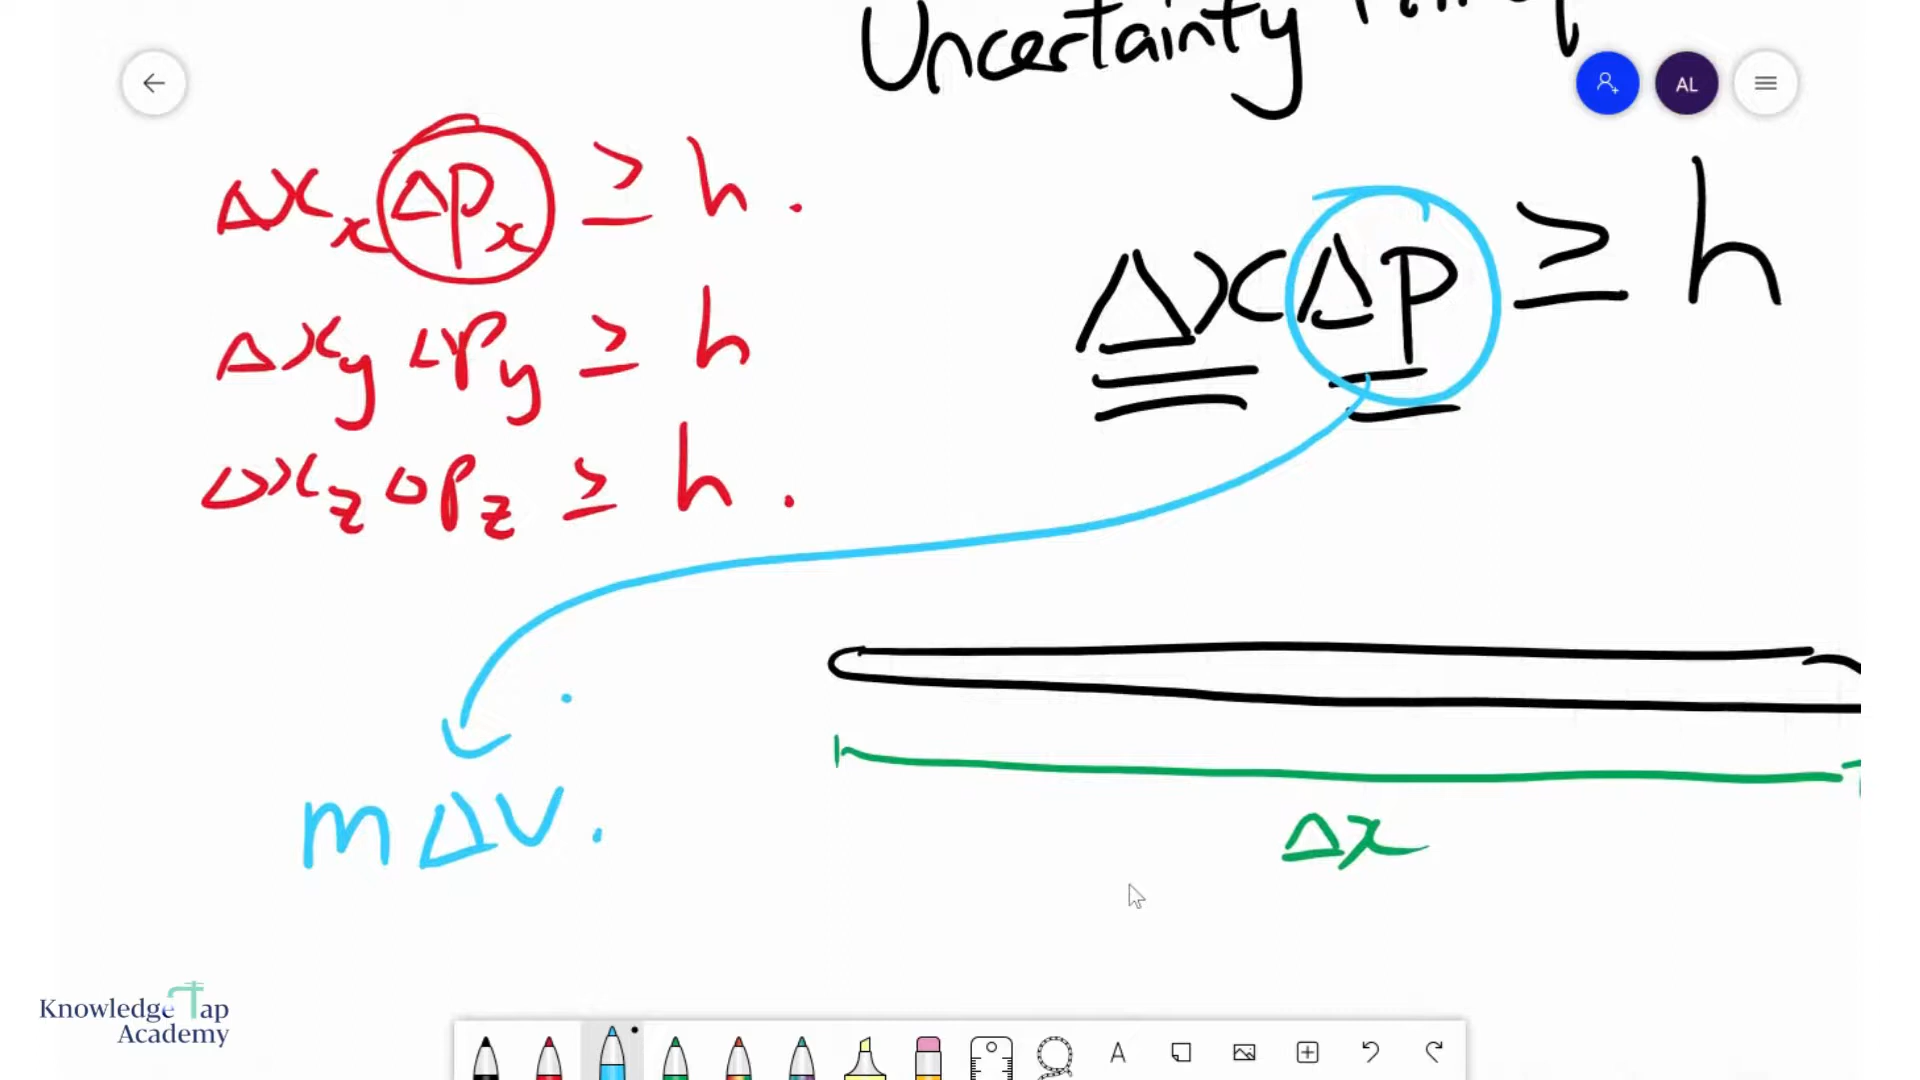 Uncertainty
AL
Δx_x Δp_x ≥ h.
Δx_y Δp_y ≥ h
Δx_z Δp_z ≥ h.
ΔxΔp ≥ h
mΔv.
Δx
Knowledge Tap
Academy
A